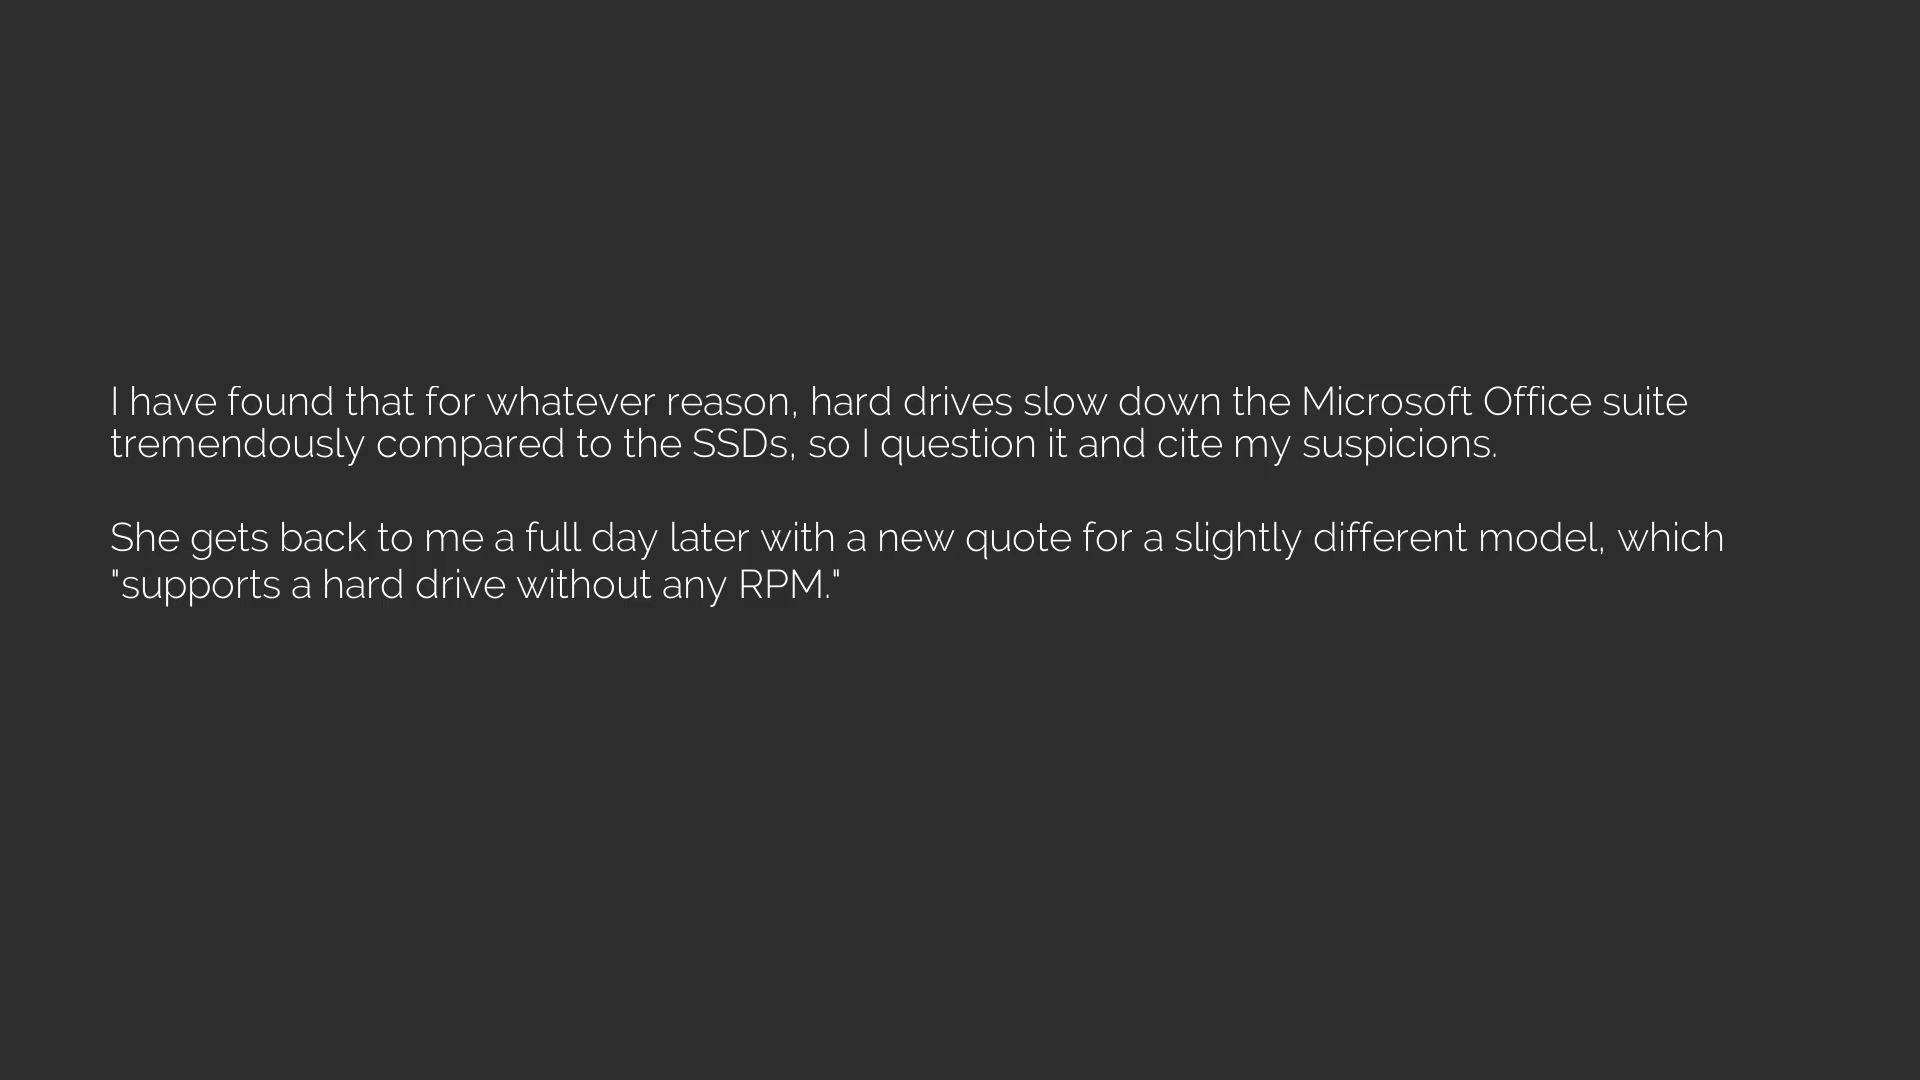 I have found that for whatever reason, hard drives slow down the Microsoft Office suite
tremendously compared to the SSDs, so I question it and cite my suspicions.
She gets back to me a full day later with a new quote for a slightly different model, which
"supports a hard drive without any RPM."